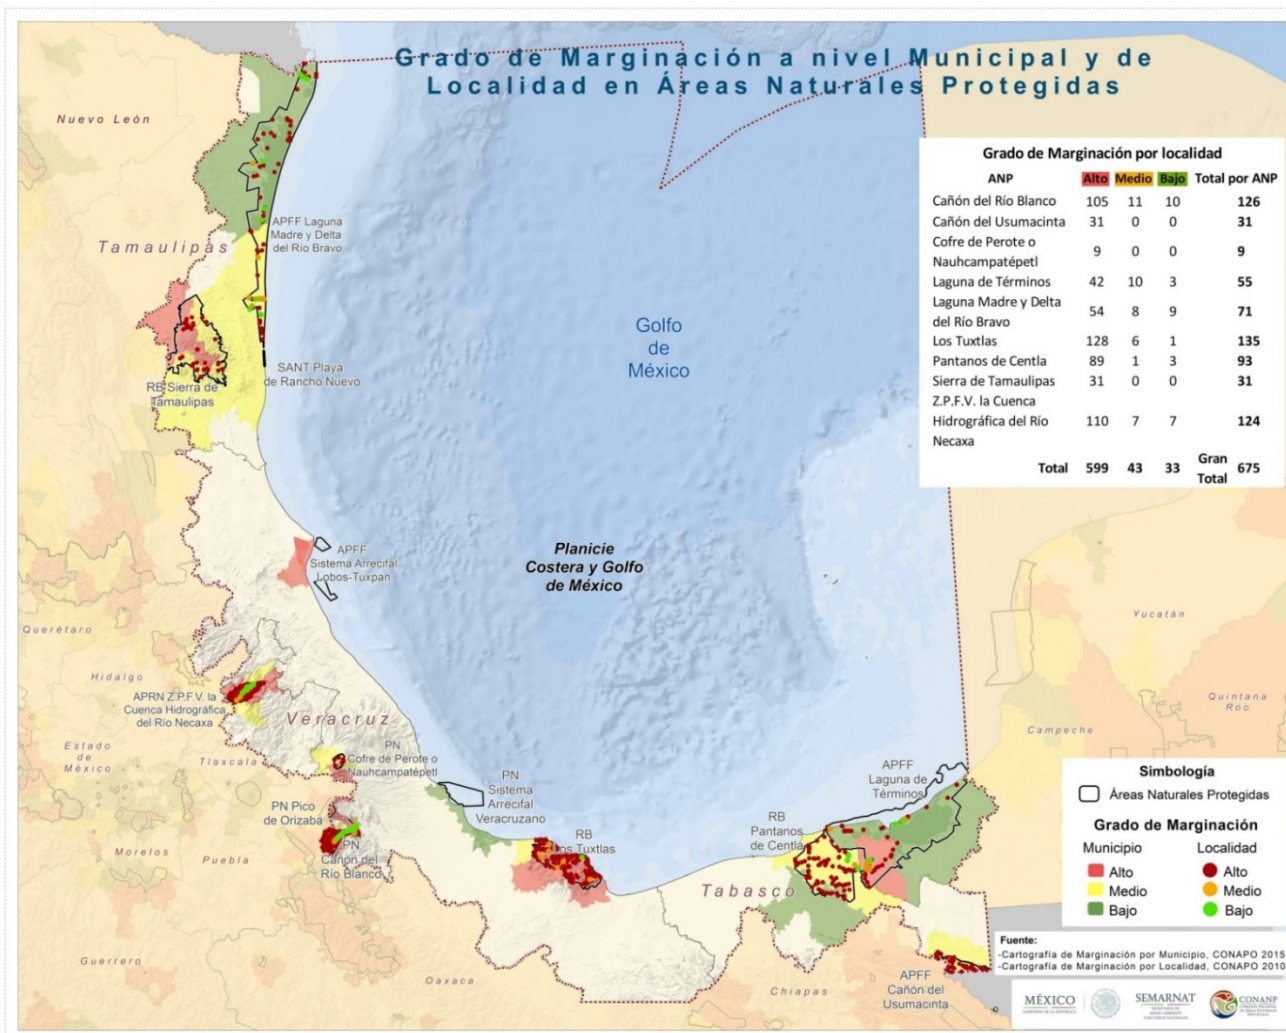 Grado de Marginación a nivel Municipal y de
Localidad en Áreas Naturales Protegidas
Nuevo León
Tamaulipas
APFF Laguna
Madre y Delta
del Río Bravo
SANT Playa
de Rancho Nuevo
RB Sierra de
Tamaulipas
Golfo
de
México
Grado de Marginación por localidad
ANP Alto Medio Bajo Total por ANP
Cañón del Río Blanco 105 11 10 126
Cañón del Usumacinta 31 0 0 31
Cofre de Perote o
Nauhcampatépetl 9 0 0 9
Laguna de Términos 42 10 3 55
Laguna Madre y Delta
del Río Bravo 54 8 9 71
Los Tuxtlas 128 6 1 135
Pantanos de Centla 89 1 3 93
Sierra de Tamaulipas 31 0 0 31
Z.P.F.V. la Cuenca
Hidrográfica del Río
Necaxa 110 7 7 124
Total 599 43 33 Gran
Total 675
APFF
Sistema Arrecifal
Lobos-Tuxpan
Planicie
Costera y Golfo
de México
Querétaro
Hidalgo
APRN Z.P.F.V. la
Cuenca Hidrográfica
del Río Necaxa
Veracruz
Estado
de
México
Tlaxcala
PN
Cofre de Perote o
Nauhcampatépetl
PN Pico
de Orizaba
PN
Cañón del
Río Blanco
Morelos
Puebla
Guerrero
Oaxaca
PN
Sistema
Arrecifal
Veracruzano
RB
Los Tuxtlas
RB
Pantanos
de Centla
APFF
Laguna de
Términos
Tabasco
Chiapas
APFF
Cañón del
Usumacinta
Yucatán
Quintana
Roo
Campeche
Simbología
Áreas Naturales Protegidas
Grado de Marginación
Municipio Localidad
Alto Alto
Medio Medio
Bajo Bajo
Fuente:
-Cartografía de Marginación por Municipio, CONAPO 2015
-Cartografía de Marginación por Localidad, CONAPO 2010
MÉXICO
GOBIERNO DE LA REPÚBLICA
SEMARNAT
SECRETARÍA DE
MEDIO AMBIENTE
Y RECURSOS NATURALES
CONANP